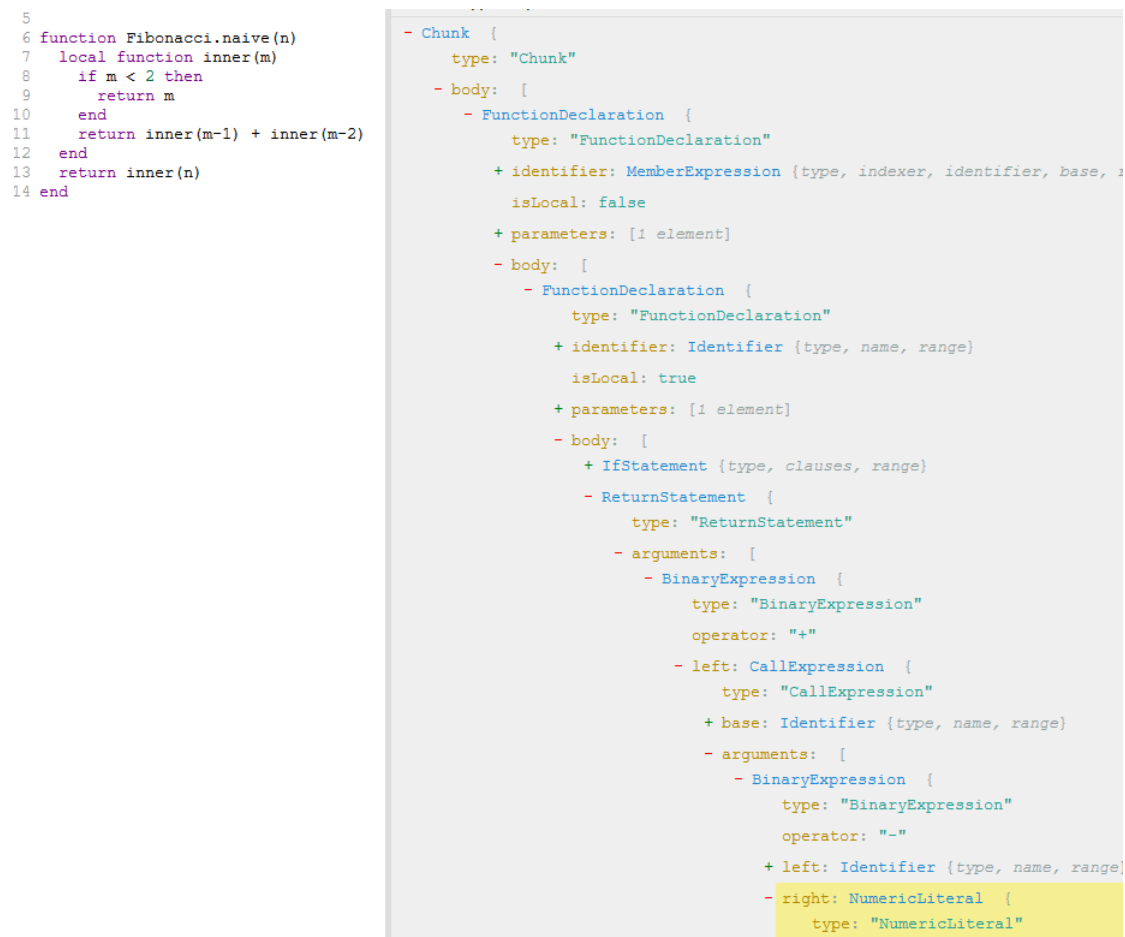 5
6 function Fibonacci.naive(n)
7 local function inner(m)
8 if m < 2 then
9 return m
10 end
11 return inner(m-1) + inner(m-2)
12 end
13 return inner(n)
14 end
- Chunk {
type: "Chunk"
- body: [
- FunctionDeclaration {
type: "FunctionDeclaration"
+ identifier: MemberExpression {type, indexer, identifier, base,
isLocal: false
+ parameters: [1 element]
- body: [
- FunctionDeclaration {
type: "FunctionDeclaration"
+ identifier: Identifier {type, name, range}
isLocal: true
+ parameters: [1 element]
- body: [
+ IfStatement {type, clauses, range}
- ReturnStatement {
type: "ReturnStatement"
- arguments: [
- BinaryExpression {
type: "BinaryExpression"
operator: "+"
- left: CallExpression {
type: "CallExpression"
+ base: Identifier {type, name, range}
- arguments: [
- BinaryExpression {
type: "BinaryExpression"
operator: "-"
+ left: Identifier {type, name, range}
- right: NumericLiteral {
type: "NumericLiteral"